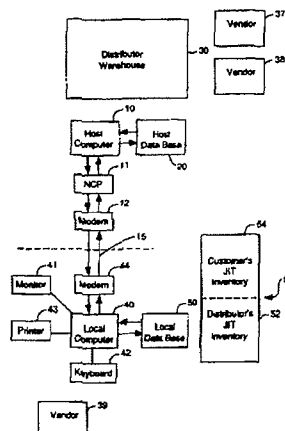 37
Vendor
30
Distributor
Warehouse
38
Vendor
10
Host
Computer
Host
Data Base
20
11
NCP
12
Modem
15
44
Modem
41
Monitor
40
43
Printer
Local
Computer
50
Local
Data Base
42
Keyboard
54
Customer's
JIT
Inventory
Distributor's
JIT
Inventory
52
Vendor
39